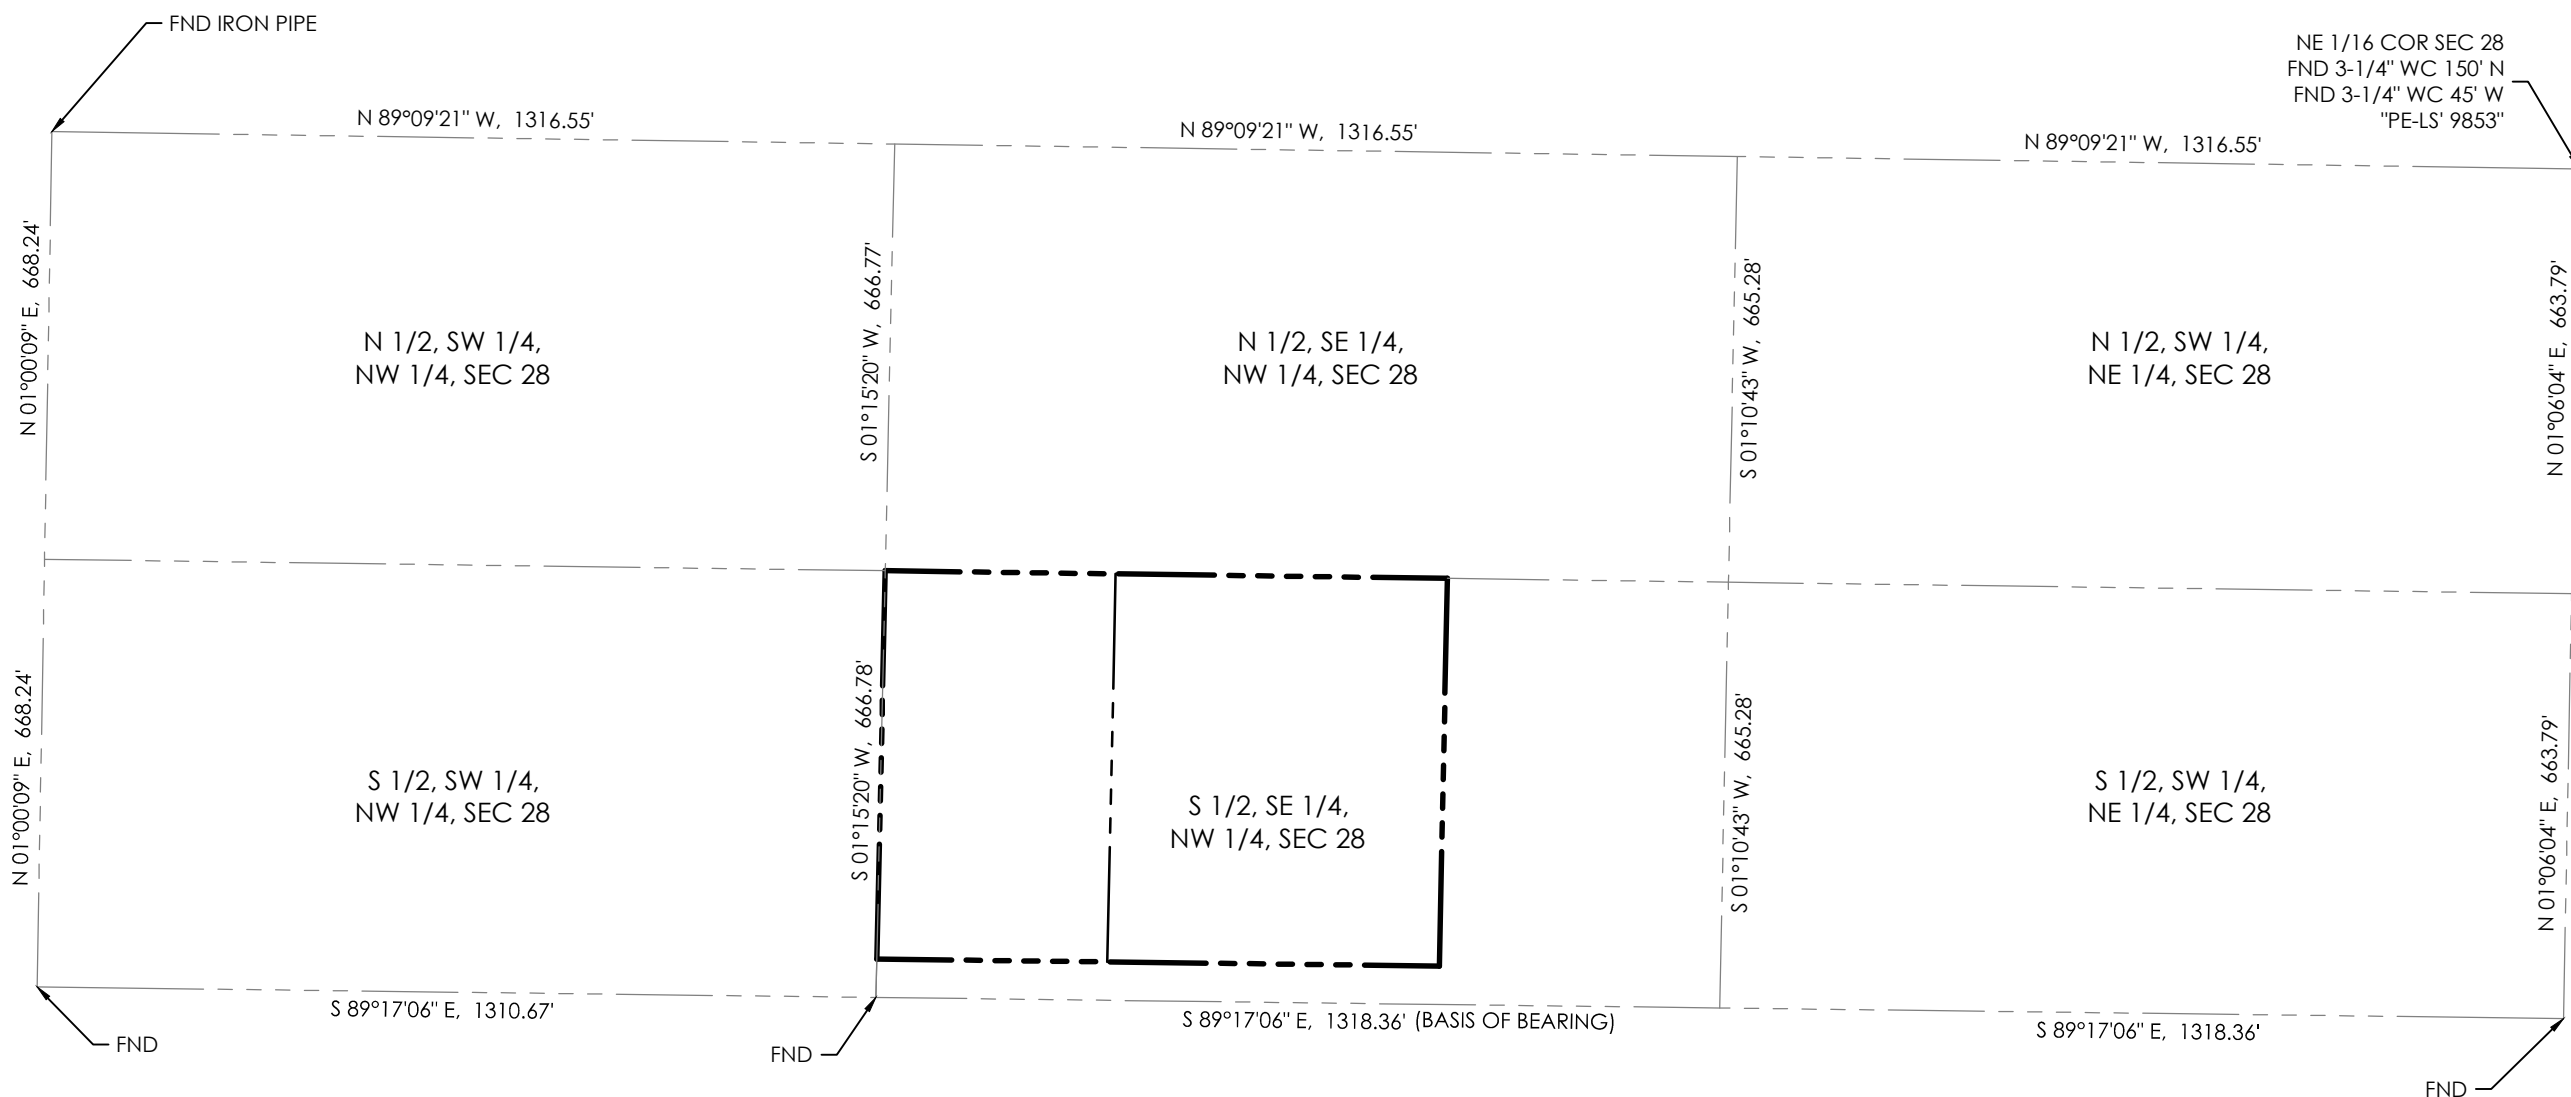 FND IRON PIPE
NE 1/16 COR SEC 28
FND 3-1/4" WC 150' N
FND 3-1/4" WC 45' W
"PE-LS' 9853"
N 89°09'21" W, 1316.55'
N 89°09'21" W, 1316.55'
N 89°09'21" W, 1316.55'
N 01°00'09" E, 668.24'
S 01°15'20" W, 666.77'
S 01°10'43" W, 665.28'
N 01°06'04" E, 663.79'
N 1/2, SW 1/4,
NW 1/4, SEC 28
N 1/2, SE 1/4,
NW 1/4, SEC 28
N 1/2, SW 1/4,
NE 1/4, SEC 28
N 01°00'09" E, 668.24'
S 01°15'20" W, 666.78'
S 01°10'43" W, 665.28'
N 01°06'04" E, 663.79'
S 1/2, SW 1/4,
NW 1/4, SEC 28
S 1/2, SE 1/4,
NW 1/4, SEC 28
S 1/2, SW 1/4,
NE 1/4, SEC 28
S 89°17'06" E, 1310.67'
S 89°17'06" E, 1318.36' (BASIS OF BEARING)
S 89°17'06" E, 1318.36'
FND
FND
FND